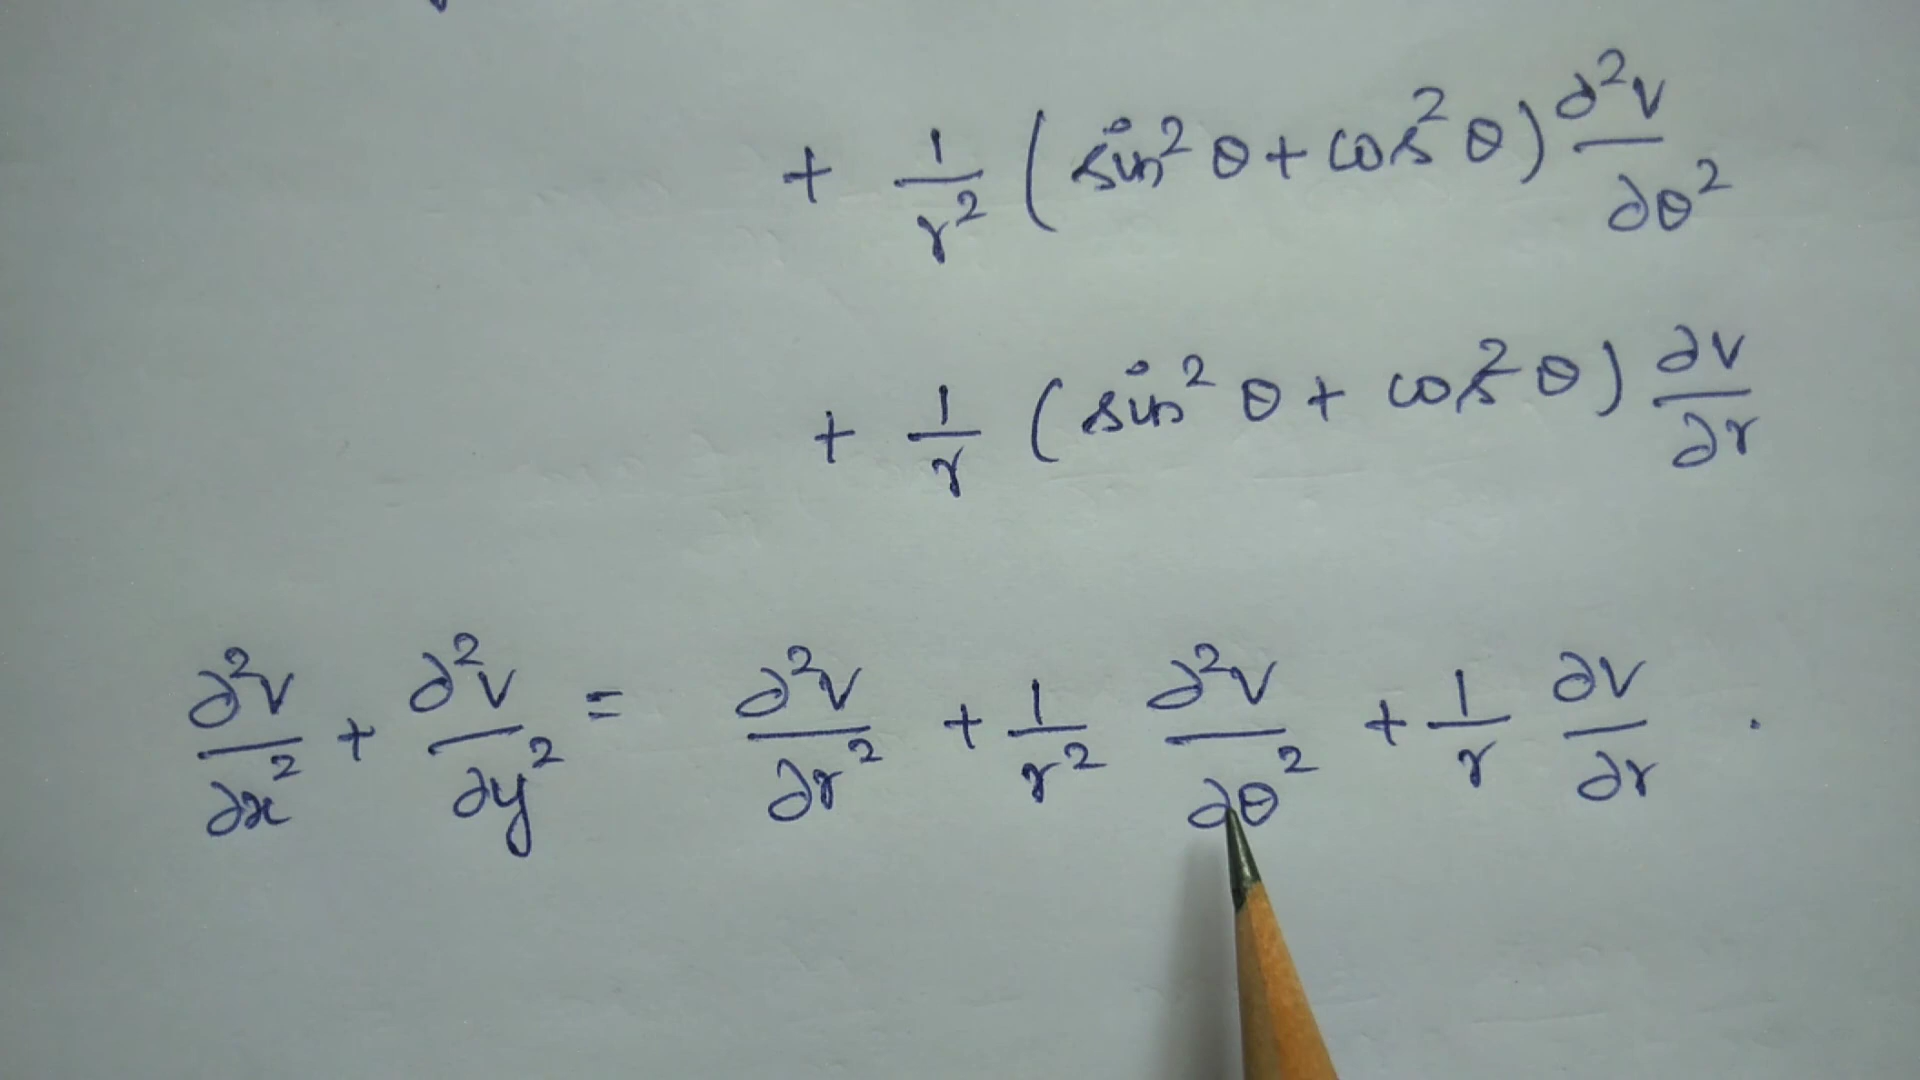 + 1/r² (sin²θ + cos²θ) ∂²v/∂θ²
+ 1/r (sin²θ + cos²θ) ∂v/∂r
∂²v/∂x² + ∂²v/∂y² = ∂²v/∂r² + 1/r² ∂²v/∂θ² + 1/r ∂v/∂r .